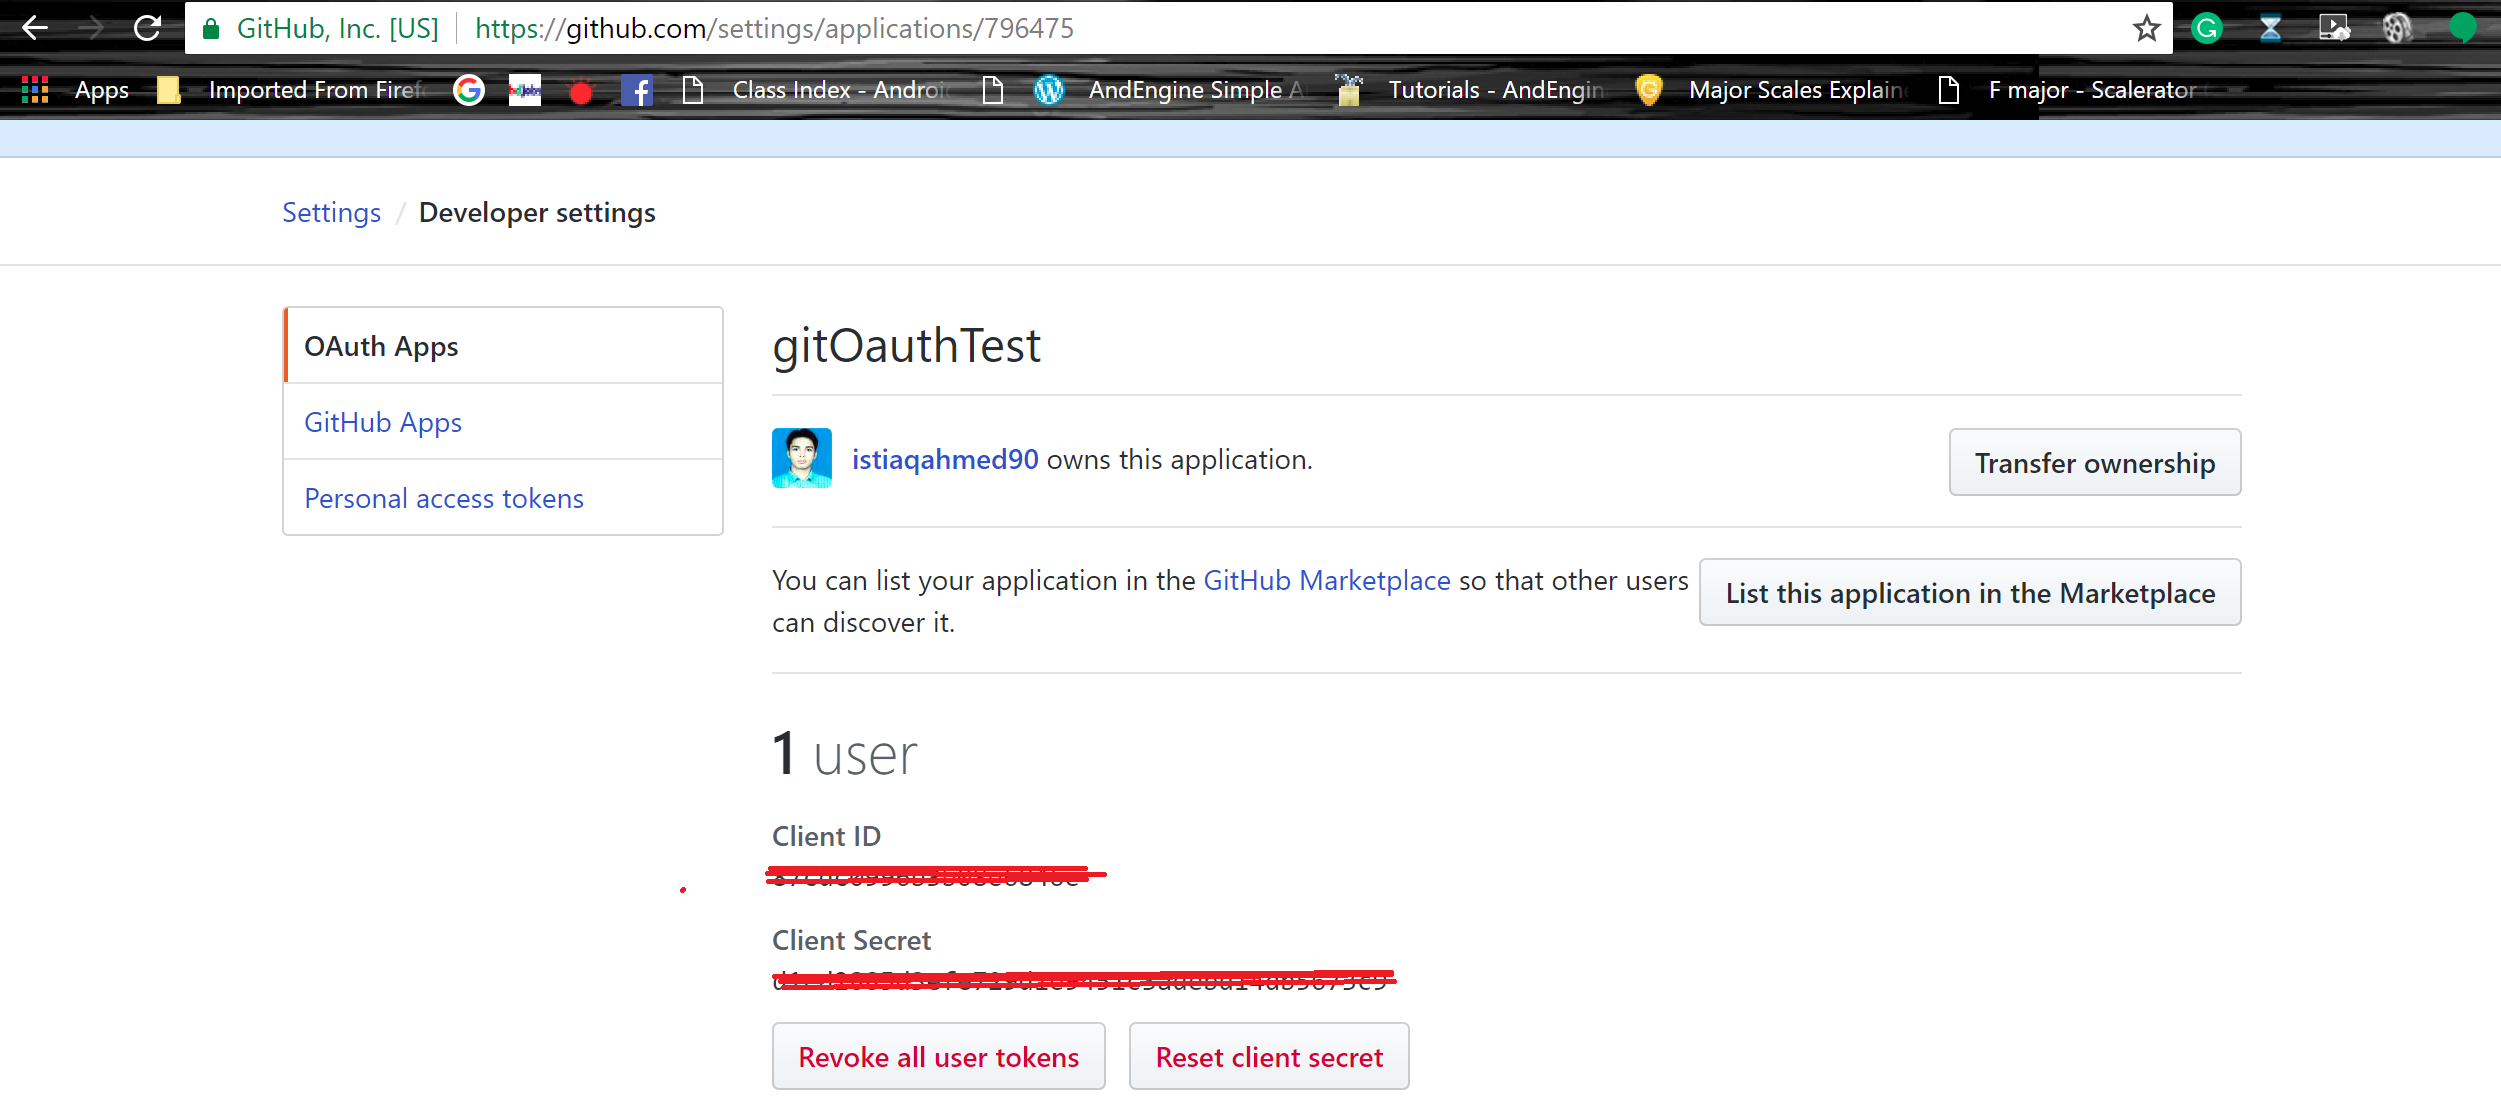 GitHub, Inc. [US] https://github.com/settings/applications/796475
Apps Imported From Firef bdjobs Class Index - Androi AndEngine Simple A Tutorials - AndEngin Major Scales Explain F major - Scalerator
Settings / Developer settings
OAuth Apps
GitHub Apps
Personal access tokens
gitOauthTest
istiaqahmed90 owns this application.
Transfer ownership
You can list your application in the GitHub Marketplace so that other users
can discover it.
List this application in the Marketplace
1 user
Client ID
Client Secret
Revoke all user tokens
Reset client secret